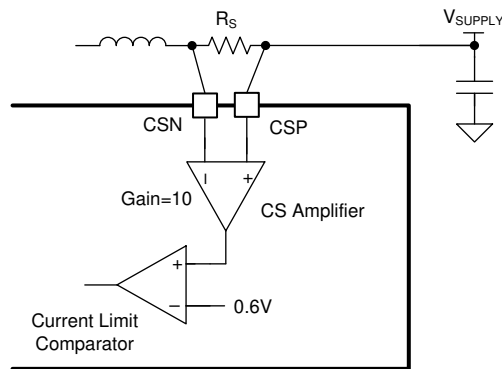 R_S
V_SUPPLY
CSN
CSP
– +
Gain=10
CS Amplifier
+
–
0.6V
Current Limit
Comparator